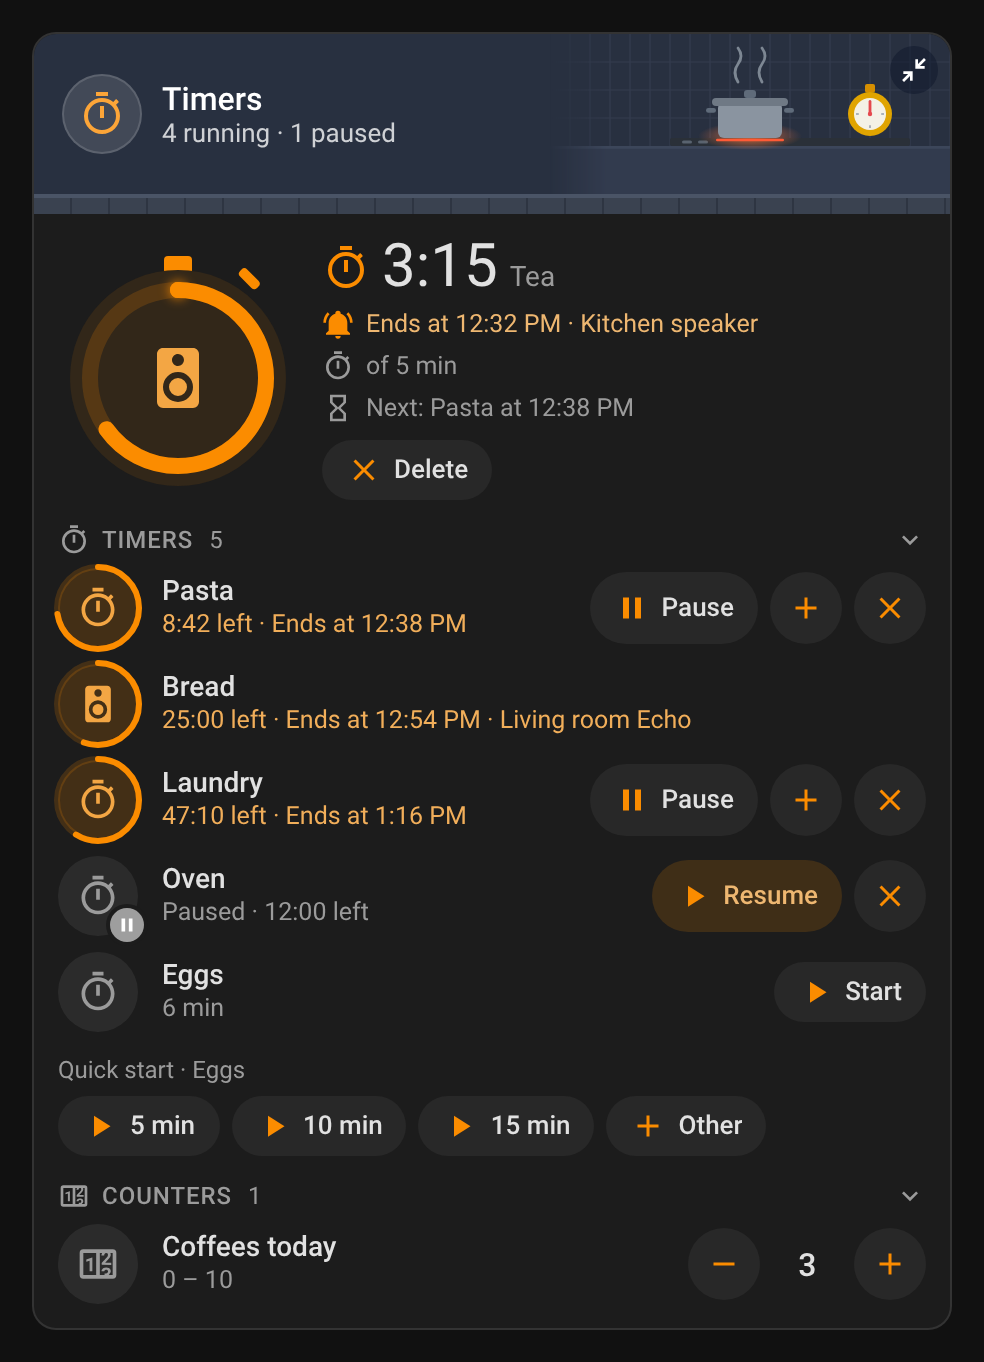 Timers
4 running · 1 paused
3:15 Tea
Ends at 12:32 PM · Kitchen speaker
of 5 min
Next: Pasta at 12:38 PM
Delete
TIMERS 5
Pasta
8:42 left · Ends at 12:38 PM
Pause
Bread
25:00 left · Ends at 12:54 PM · Living room Echo
Laundry
47:10 left · Ends at 1:16 PM
Pause
Oven
Paused · 12:00 left
Resume
Eggs
6 min
Start
Quick start · Eggs
5 min 10 min 15 min Other
COUNTERS 1
Coffees today
0 – 10
3